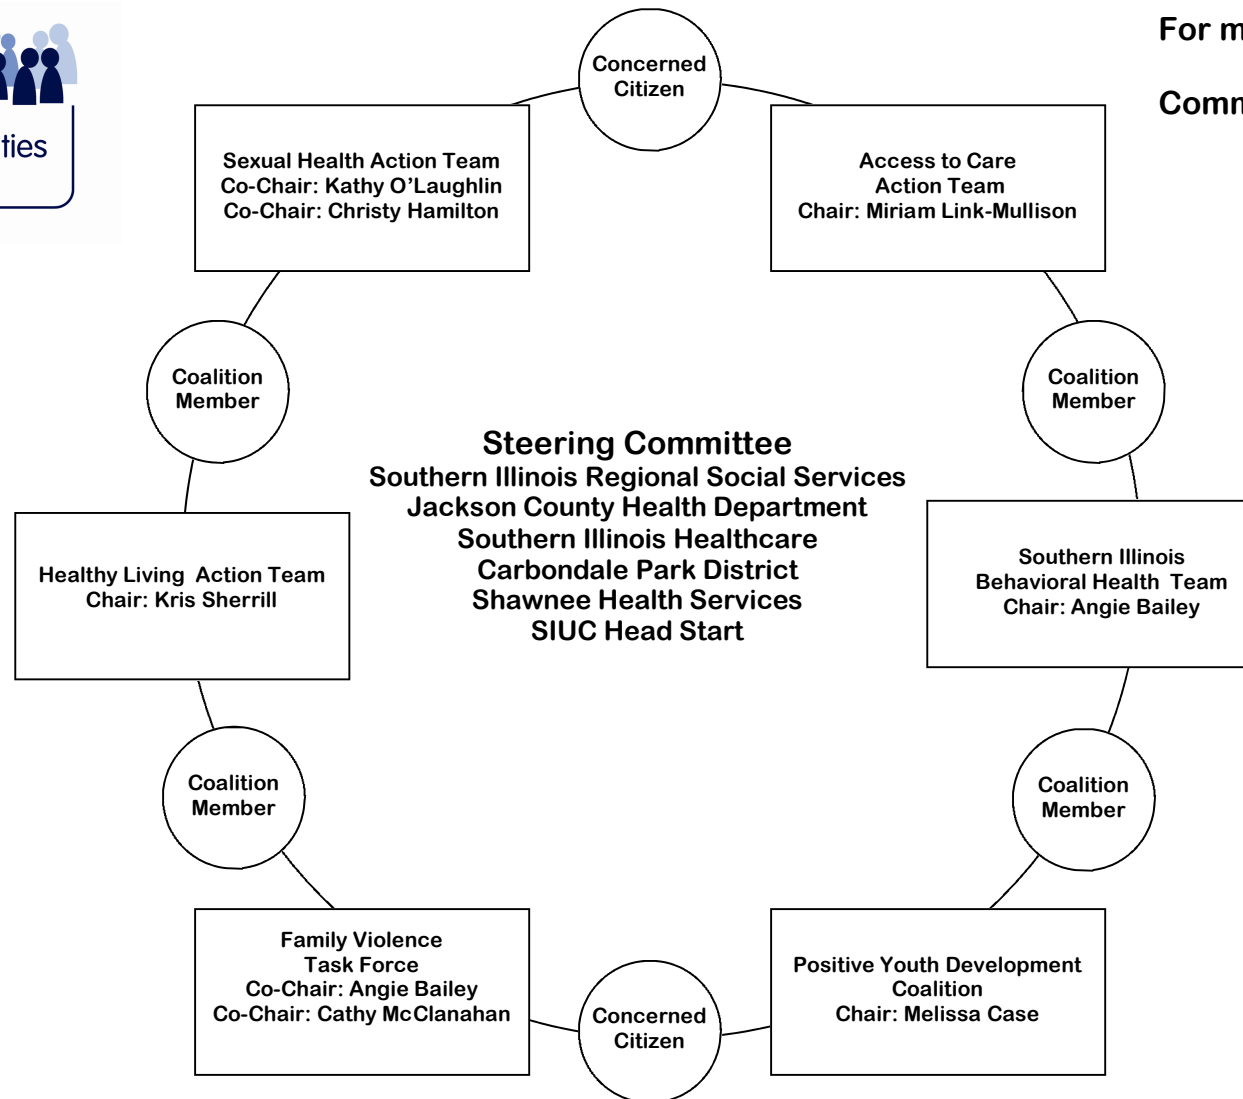 For m
Comm
ties
Concerned
Citizen
Sexual Health Action Team
Co-Chair: Kathy O’Laughlin
Co-Chair: Christy Hamilton
Access to Care
Action Team
Chair: Miriam Link-Mullison
Coalition
Member
Coalition
Member
Steering Committee
Southern Illinois Regional Social Services
Jackson County Health Department
Southern Illinois Healthcare
Carbondale Park District
Shawnee Health Services
SIUC Head Start
Healthy Living  Action Team
Chair: Kris Sherrill
Southern Illinois
Behavioral Health  Team
Chair: Angie Bailey
Coalition
Member
Coalition
Member
Family Violence
Task Force
Co-Chair: Angie Bailey
Co-Chair: Cathy McClanahan
Concerned
Citizen
Positive Youth Development
Coalition
Chair: Melissa Case